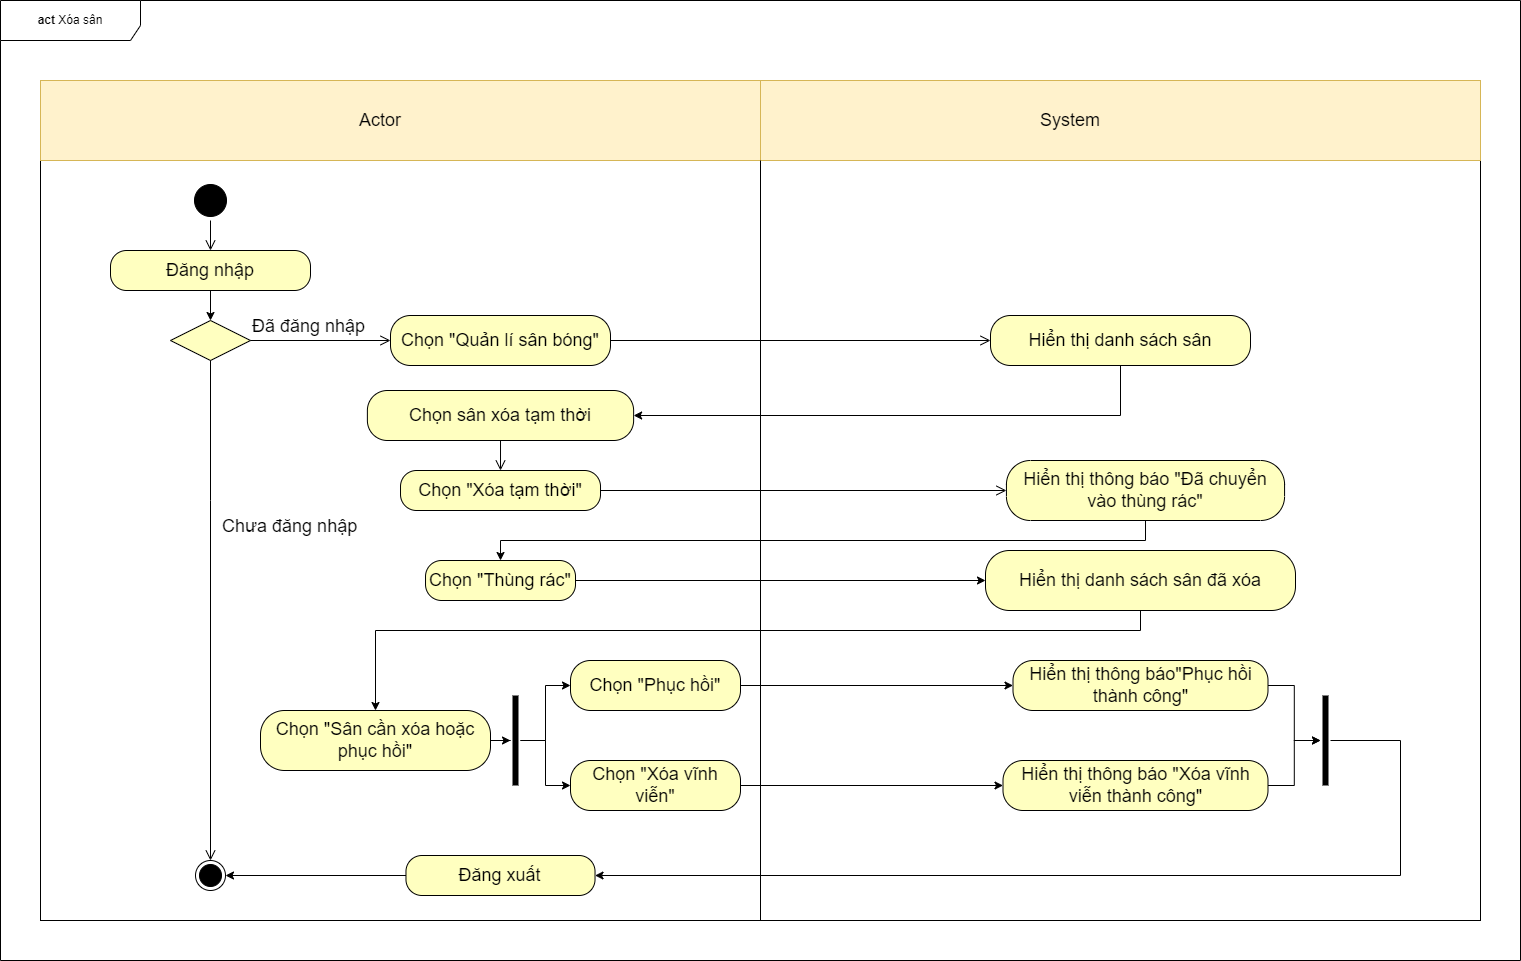 act Xóa sân
Actor
System
Đăng nhập
Đã đăng nhập
Chọn "Quản lí sân bóng"
Hiển thị danh sách sân
Chọn sân xóa tạm thời
Chọn "Xóa tạm thời"
Hiển thị thông báo "Đã chuyển
vào thùng rác"
Chưa đăng nhập
Chọn "Thùng rác"
Hiển thị danh sách sân đã xóa
Chọn "Phục hồi"
Hiển thị thông báo"Phục hồi
thành công"
Chọn "Sân cần xóa hoặc
phục hồi"
Chọn "Xóa vĩnh
viễn"
Hiển thị thông báo "Xóa vĩnh
viễn thành công"
Đăng xuất